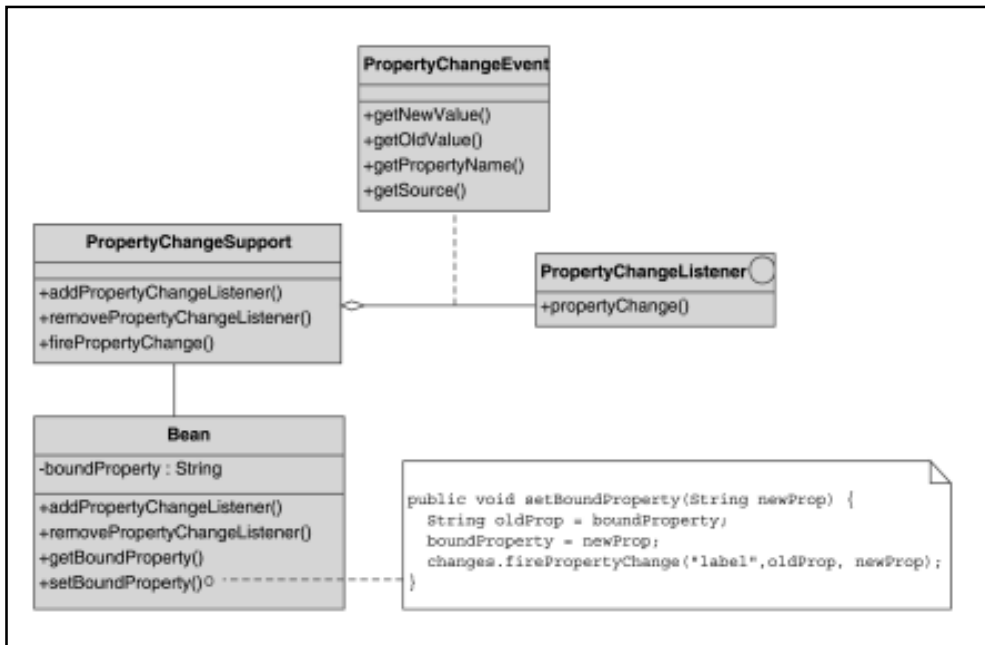 PropertyChangeEvent
+getNewValue()
+getOldValue()
+getPropertyName()
+getSource()
PropertyChangeSupport
+addPropertyChangeListener()
+removePropertyChangeListener()
+firePropertyChange()
PropertyChangeListener
+propertyChange()
Bean
-boundProperty : String
+addPropertyChangeListener()
+removePropertyChangeListener()
+getBoundProperty()
+setBoundProperty()
public void setBoundProperty(String newProp) {
String oldProp = boundProperty;
boundProperty = newProp;
changes.firePropertyChange("label",oldProp, newProp);
}